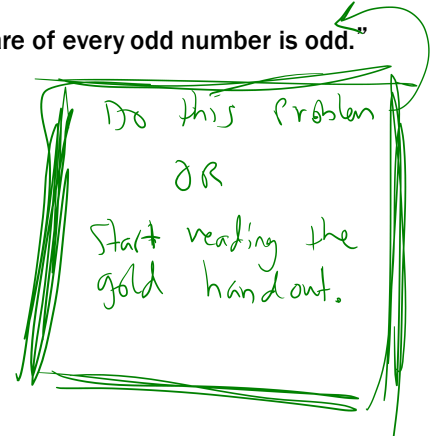 are of every odd number is odd.”
Do this Problem
OR
Start reading the
gold handout.